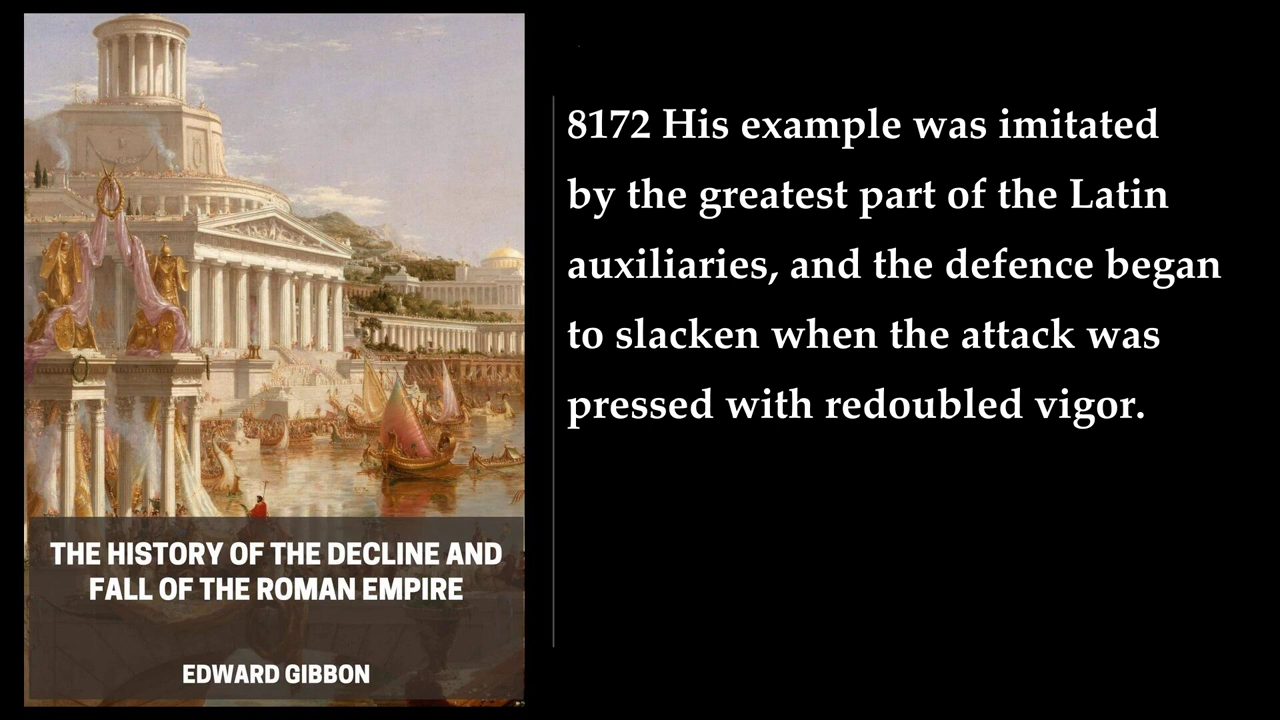 THE HISTORY OF THE DECLINE AND
FALL OF THE ROMAN EMPIRE
EDWARD GIBBON
8172 His example was imitated
by the greatest part of the Latin
auxiliaries, and the defence began
to slacken when the attack was
pressed with redoubled vigor.